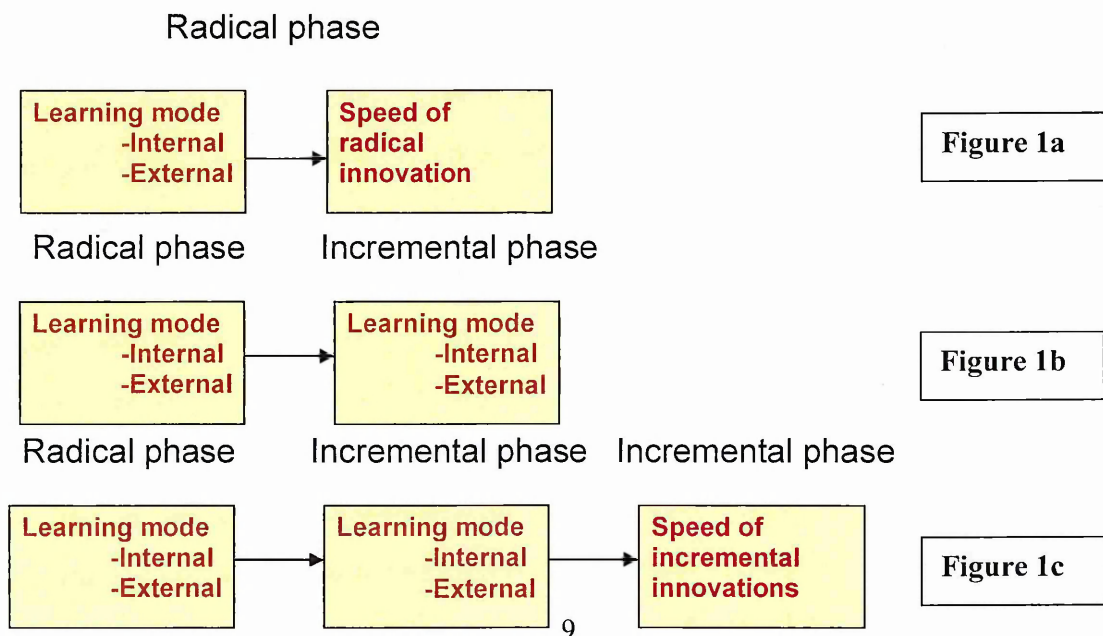 Radical phase
Learning mode
-Internal
-External
Speed of
radical
innovation
Figure 1a
Radical phase
Incremental phase
Learning mode
-Internal
-External
Learning mode
-Internal
-External
Figure 1b
Radical phase
Incremental phase
Incremental phase
Learning mode
-Internal
-External
Learning mode
-Internal
-External
Speed of
incremental
innovations
Figure 1c
9